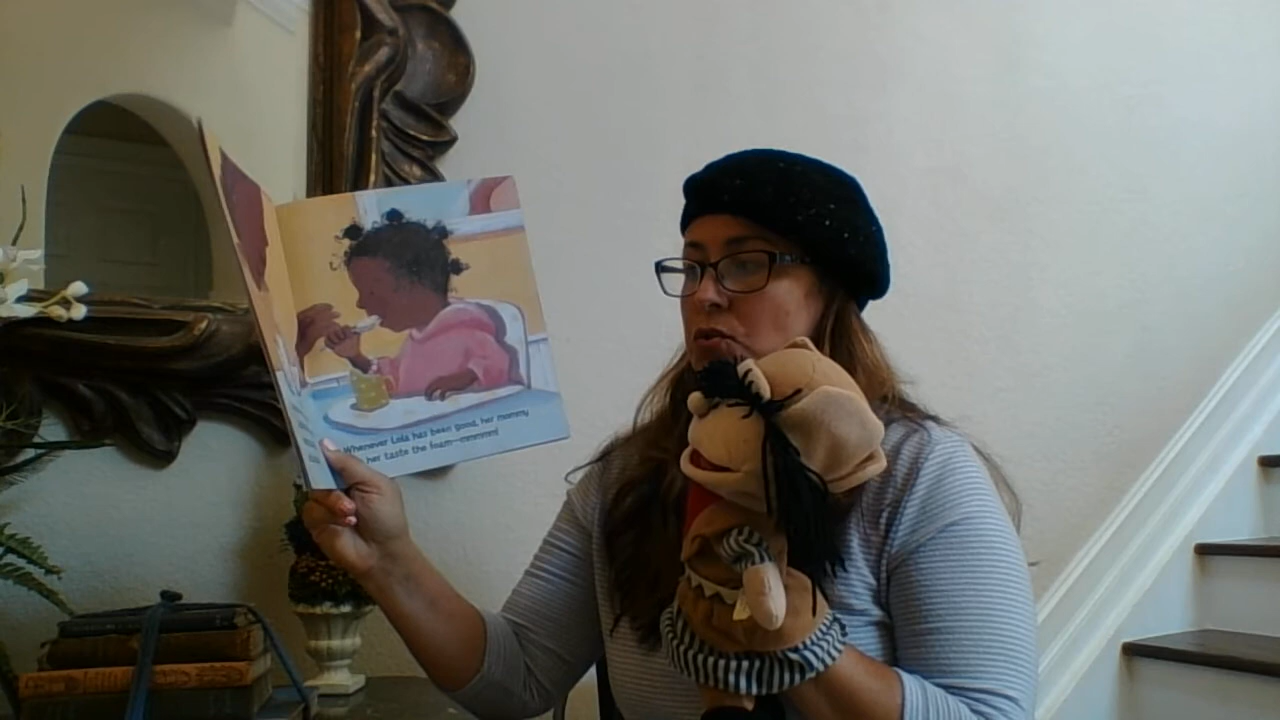 Whenever Lola has been good, her mommy
her taste the foam—mmmm!